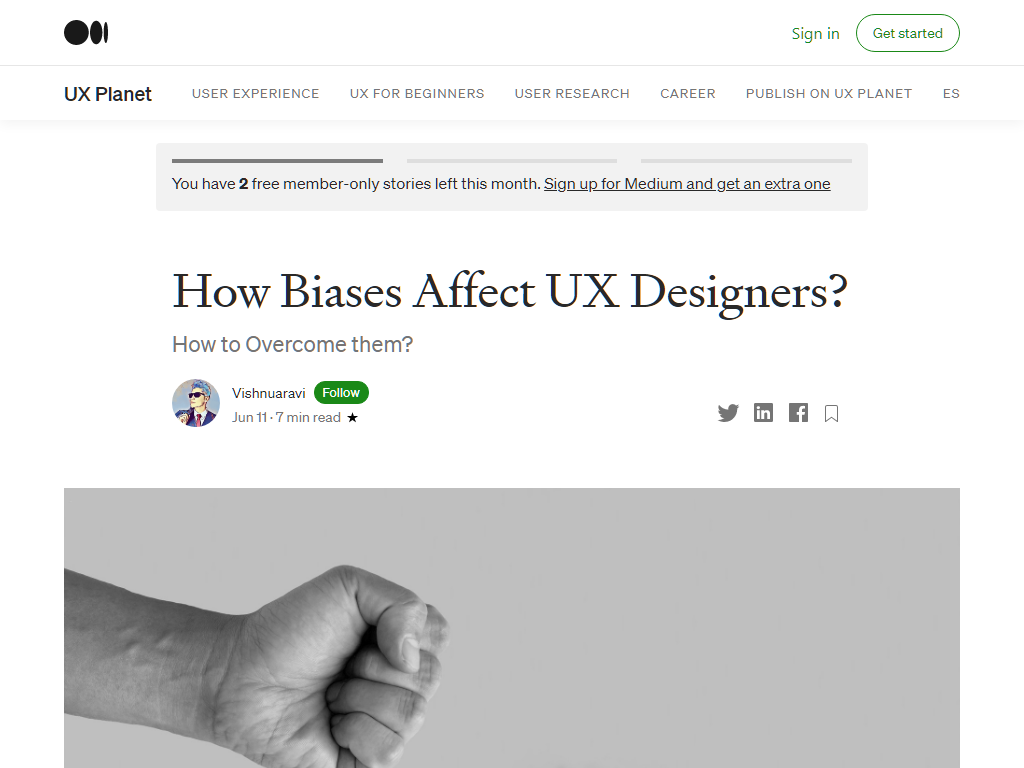 Sign in
Get started
UX Planet
USER EXPERIENCE
UX FOR BEGINNERS
USER RESEARCH
CAREER
PUBLISH ON UX PLANET
ES
You have 2 free member-only stories left this month. Sign up for Medium and get an extra one
How Biases Affect UX Designers?
How to Overcome them?
Vishnuaravi
Follow
Jun 11 · 7 min read ★